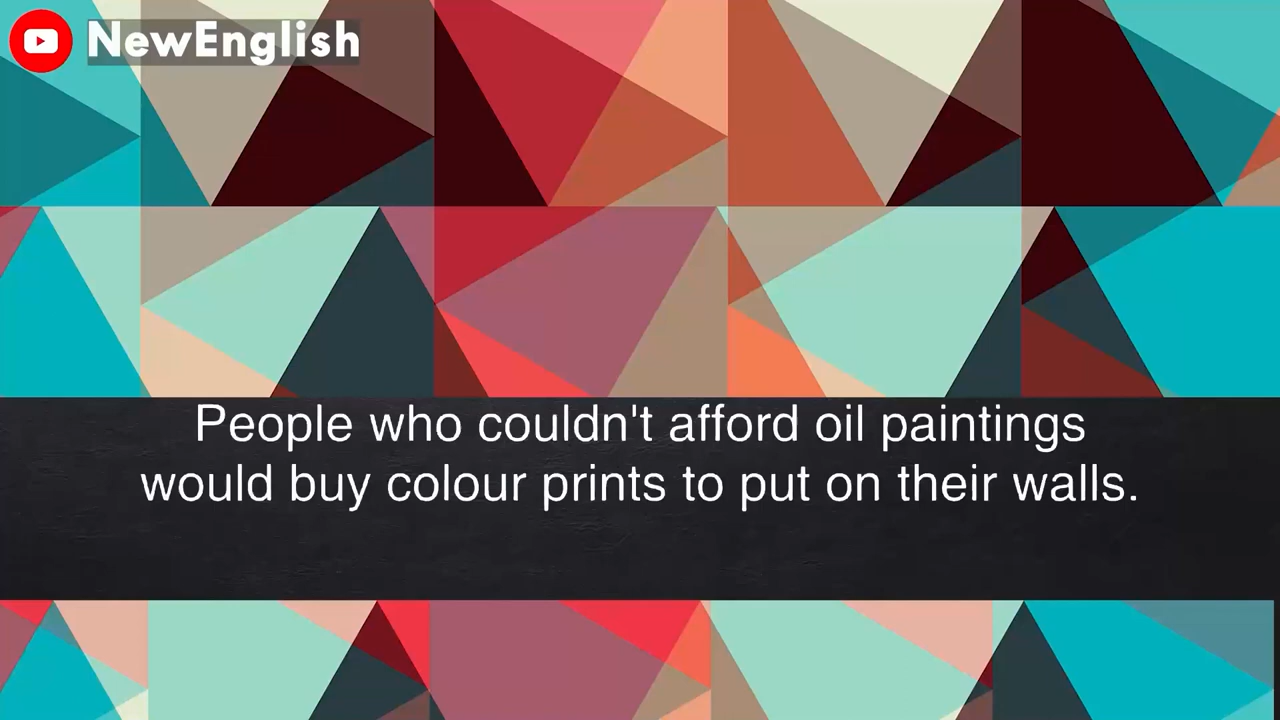 NewEnglish
People who couldn't afford oil paintings
would buy colour prints to put on their walls.